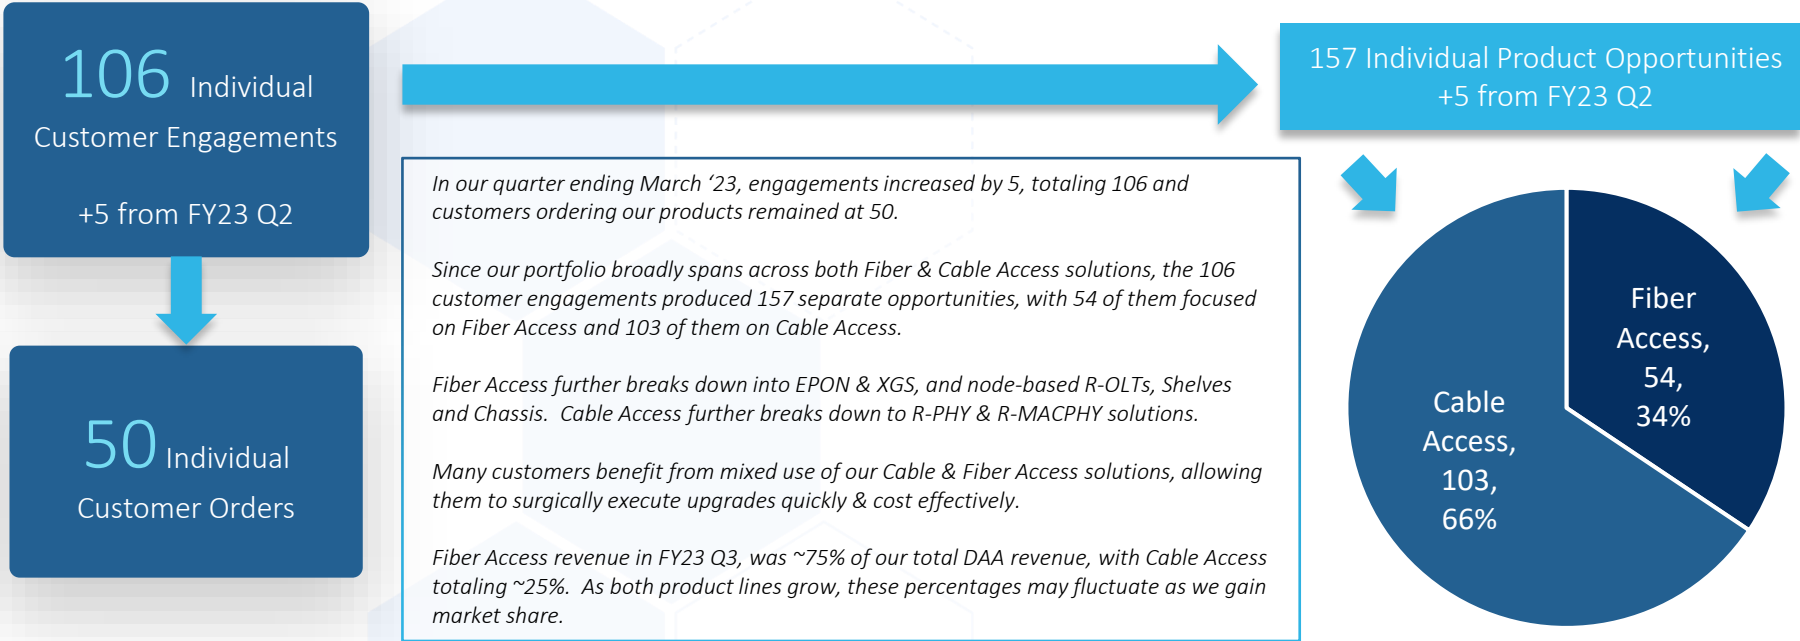 106 Individual
Customer Engagements
+5 from FY23 Q2
50 Individual
Customer Orders
157 Individual Product Opportunities
+5 from FY23 Q2
In our quarter ending March ‘23, engagements increased by 5, totaling 106 and
customers ordering our products remained at 50.
Since our portfolio broadly spans across both Fiber & Cable Access solutions, the 106
customer engagements produced 157 separate opportunities, with 54 of them focused
on Fiber Access and 103 of them on Cable Access.
Fiber Access further breaks down into EPON & XGS, and node-based R-OLTs, Shelves
and Chassis.  Cable Access further breaks down to R-PHY & R-MACPHY solutions.
Many customers benefit from mixed use of our Cable & Fiber Access solutions, allowing
them to surgically execute upgrades quickly & cost effectively.
Fiber Access revenue in FY23 Q3, was ~75% of our total DAA revenue, with Cable Access
totaling ~25%.  As both product lines grow, these percentages may fluctuate as we gain
market share.
Fiber
Access,
54,
34%
Cable
Access,
103,
66%